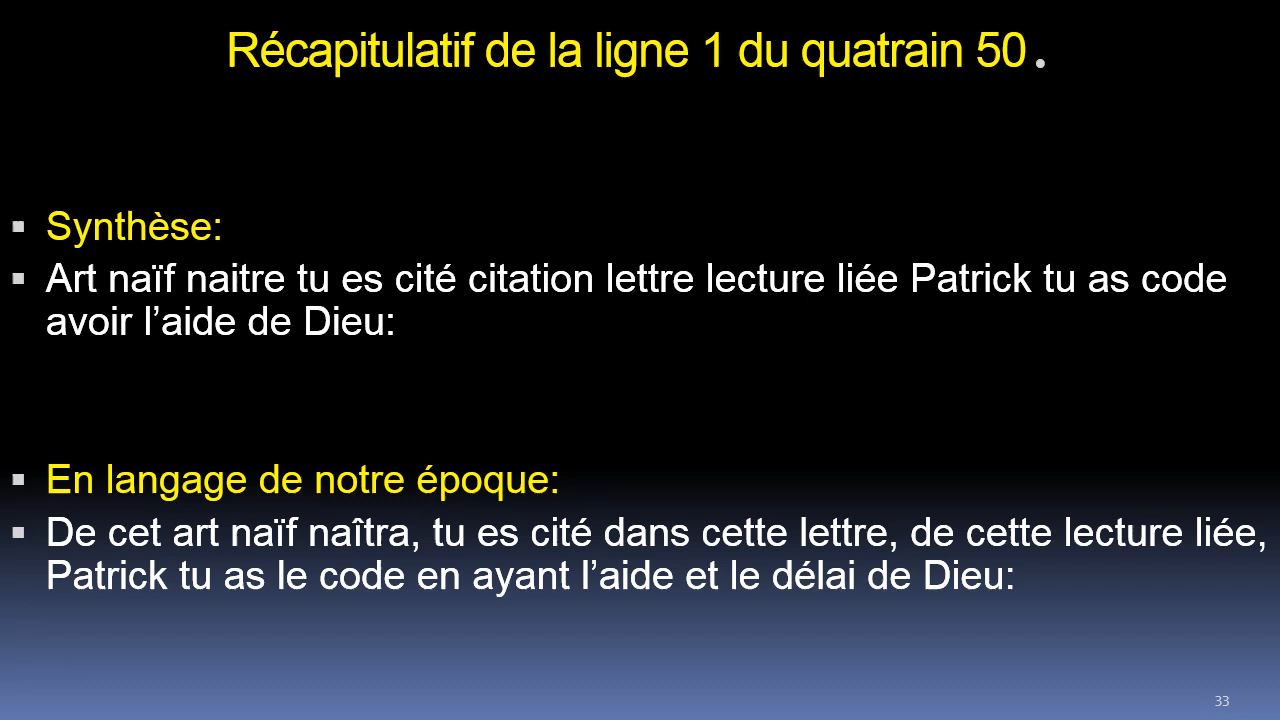 Récapitulatif de la ligne 1 du quatrain 50.
▪ Synthèse:
▪ Art naïf naitre tu es cité citation lettre lecture liée Patrick tu as code
avoir l’aide de Dieu:
▪ En langage de notre époque:
▪ De cet art naïf naîtra, tu es cité dans cette lettre, de cette lecture liée,
Patrick tu as le code en ayant l’aide et le délai de Dieu:
33